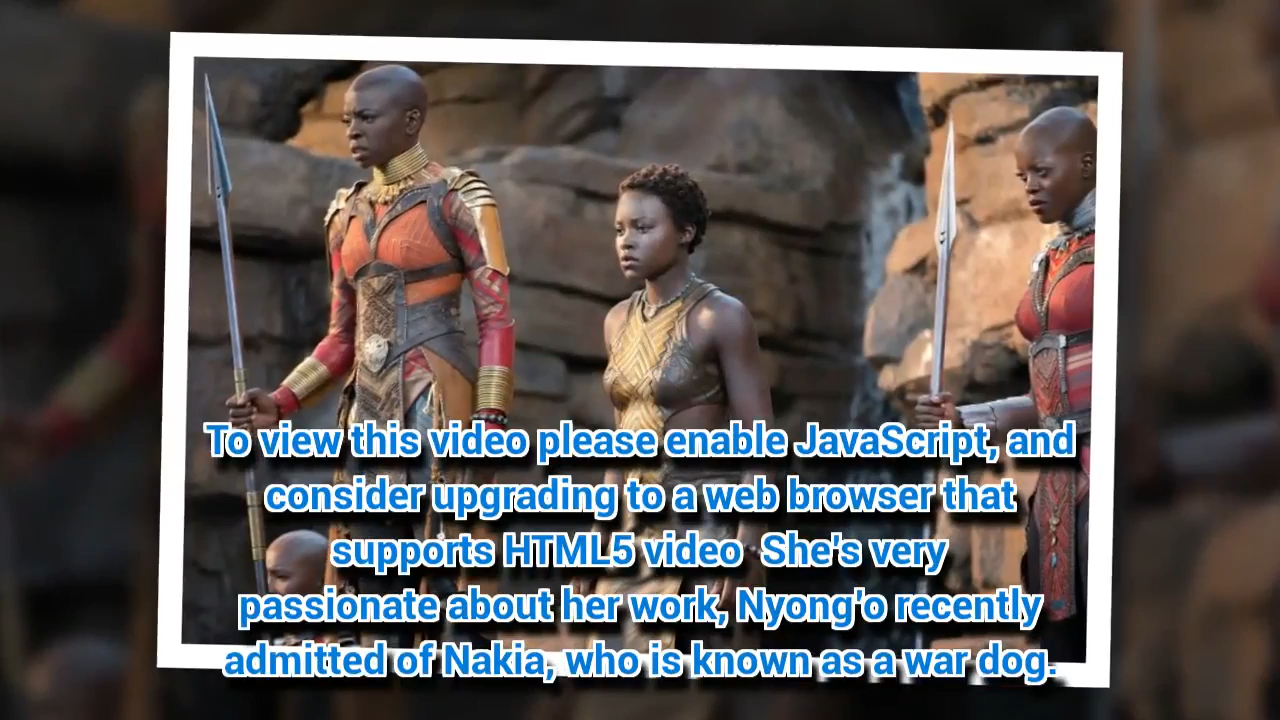 To view this video please enable JavaScript, and
consider upgrading to a web browser that
supports HTML5 video  She's very
passionate about her work, Nyong'o recently
admitted of Nakia, who is known as a war dog.